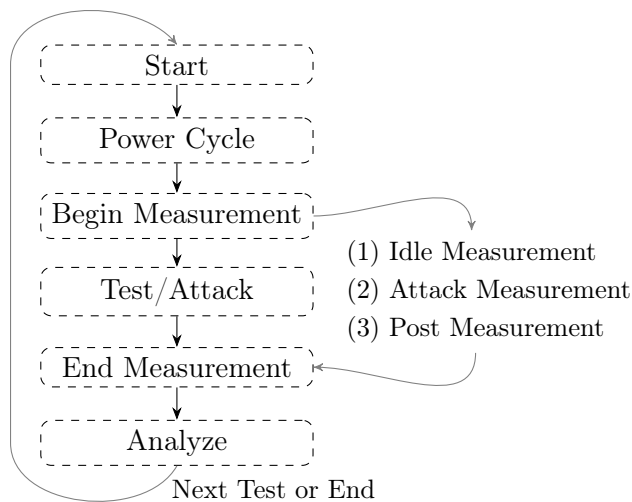 Start
Power Cycle
Begin Measurement
Test/Attack
End Measurement
Analyze
(1) Idle Measurement
(2) Attack Measurement
(3) Post Measurement
Next Test or End